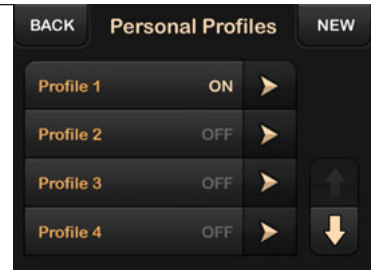 BACK Personal Profiles NEW
Profile 1 ON
Profile 2 OFF
Profile 3 OFF
Profile 4 OFF